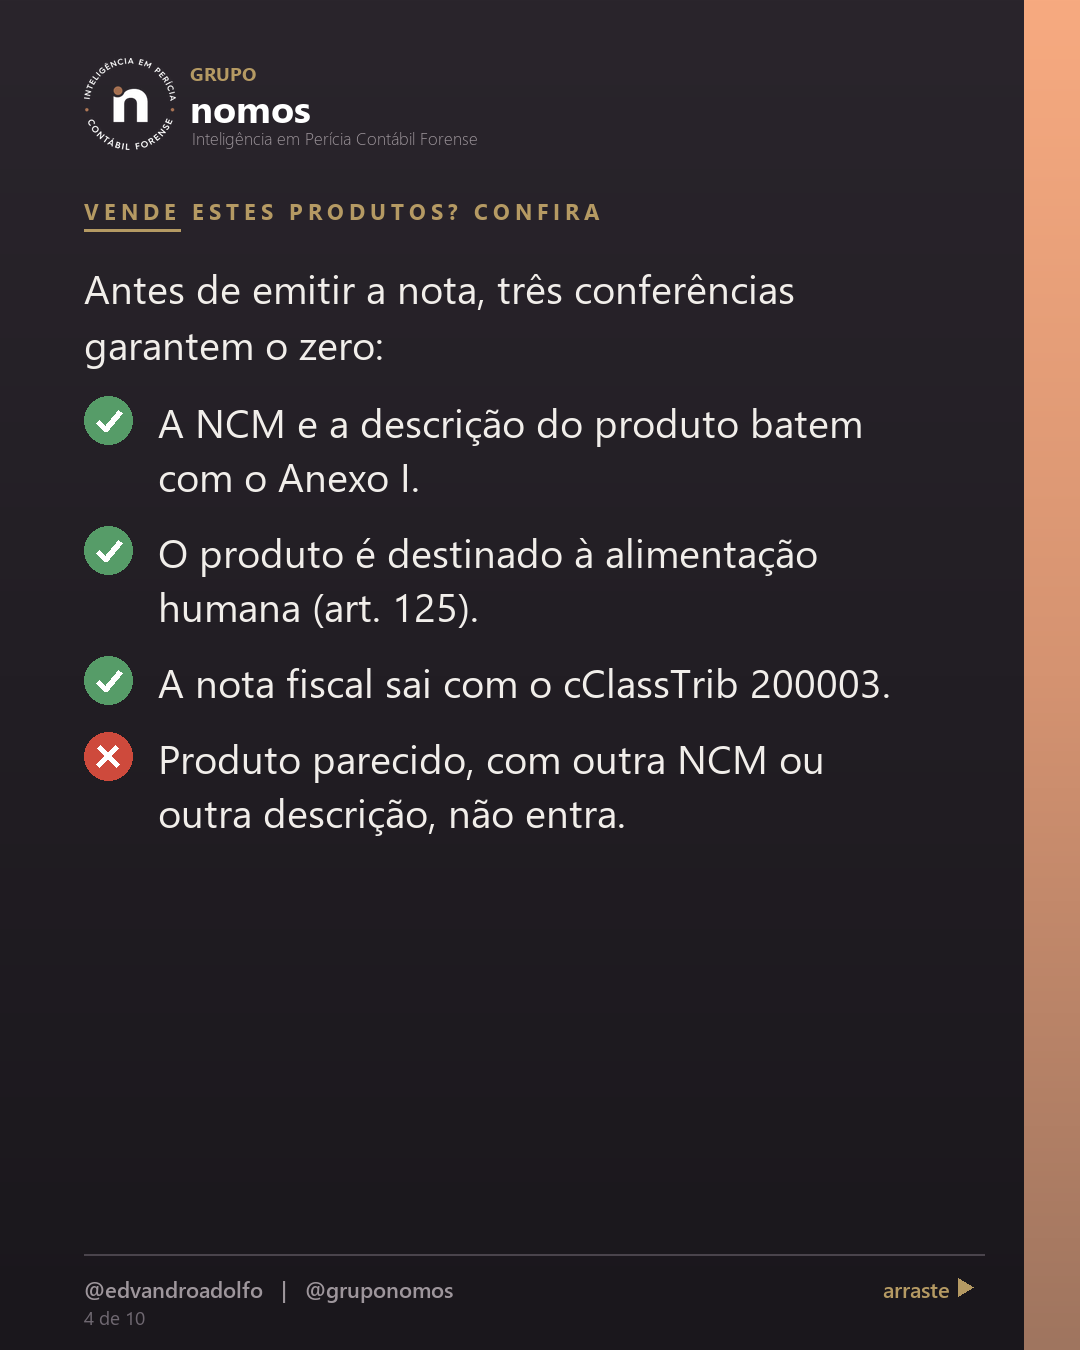 INTELIGÊNCIA EM PERÍCIA
CONTÁBIL FORENSE
n
GRUPO
nomos
Inteligência em Perícia Contábil Forense
VENDE ESTES PRODUTOS? CONFIRA
Antes de emitir a nota, três conferências
garantem o zero:
A NCM e a descrição do produto batem
com o Anexo I.
O produto é destinado à alimentação
humana (art. 125).
A nota fiscal sai com o cClassTrib 200003.
Produto parecido, com outra NCM ou
outra descrição, não entra.
@edvandroadolfo | @gruponomos
arraste
4 de 10